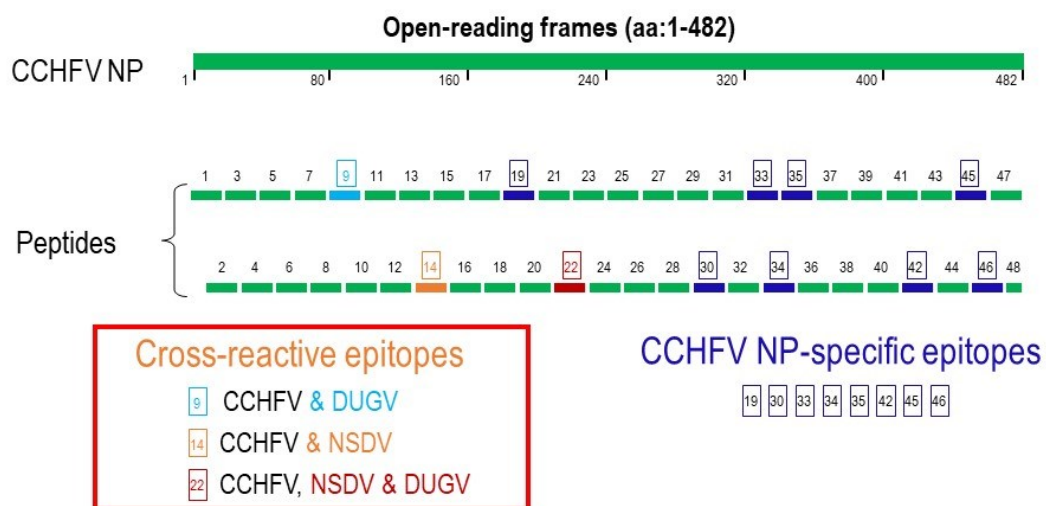 Open-reading frames (aa:1-482)
CCHFV NP
1 80 160 240 320 400 482
1 3 5 7 9 11 13 15 17 19 21 23 25 27 29 31 33 35 37 39 41 43 45 47
Peptides
2 4 6 8 10 12 14 16 18 20 22 24 26 28 30 32 34 36 38 40 42 44 46 48
Cross-reactive epitopes
9 CCHFV & DUGV
14 CCHFV & NSDV
22 CCHFV, NSDV & DUGV
CCHFV NP-specific epitopes
19 30 33 34 35 42 45 46